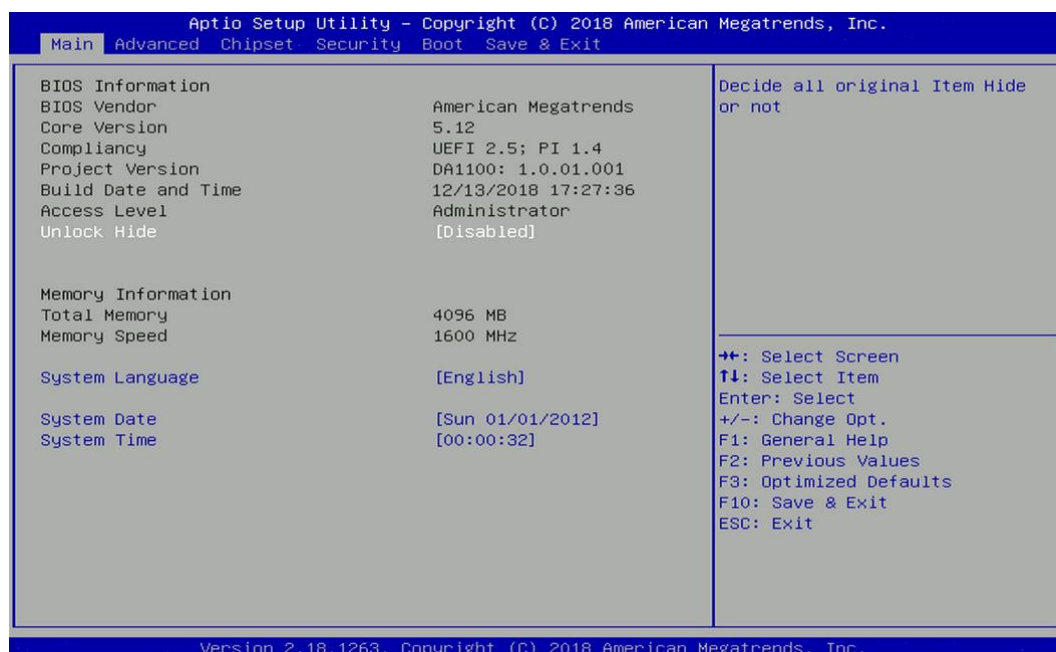 Aptio Setup Utility – Copyright (C) 2018 American Megatrends, Inc.
Main Advanced Chipset Security Boot Save & Exit
BIOS Information
BIOS Vendor American Megatrends
Core Version 5.12
Compliancy UEFI 2.5; PI 1.4
Project Version DA1100: 1.0.01.001
Build Date and Time 12/13/2018 17:27:36
Access Level Administrator
Unlock Hide [Disabled]
Memory Information
Total Memory 4096 MB
Memory Speed 1600 MHz
System Language [English]
System Date [Sun 01/01/2012]
System Time [00:00:32]
Decide all original Item Hide
or not
→←: Select Screen
↑↓: Select Item
Enter: Select
+/-: Change Opt.
F1: General Help
F2: Previous Values
F3: Optimized Defaults
F10: Save & Exit
ESC: Exit
Version 2.18.1263. Copyright (C) 2018 American Megatrends, Inc.